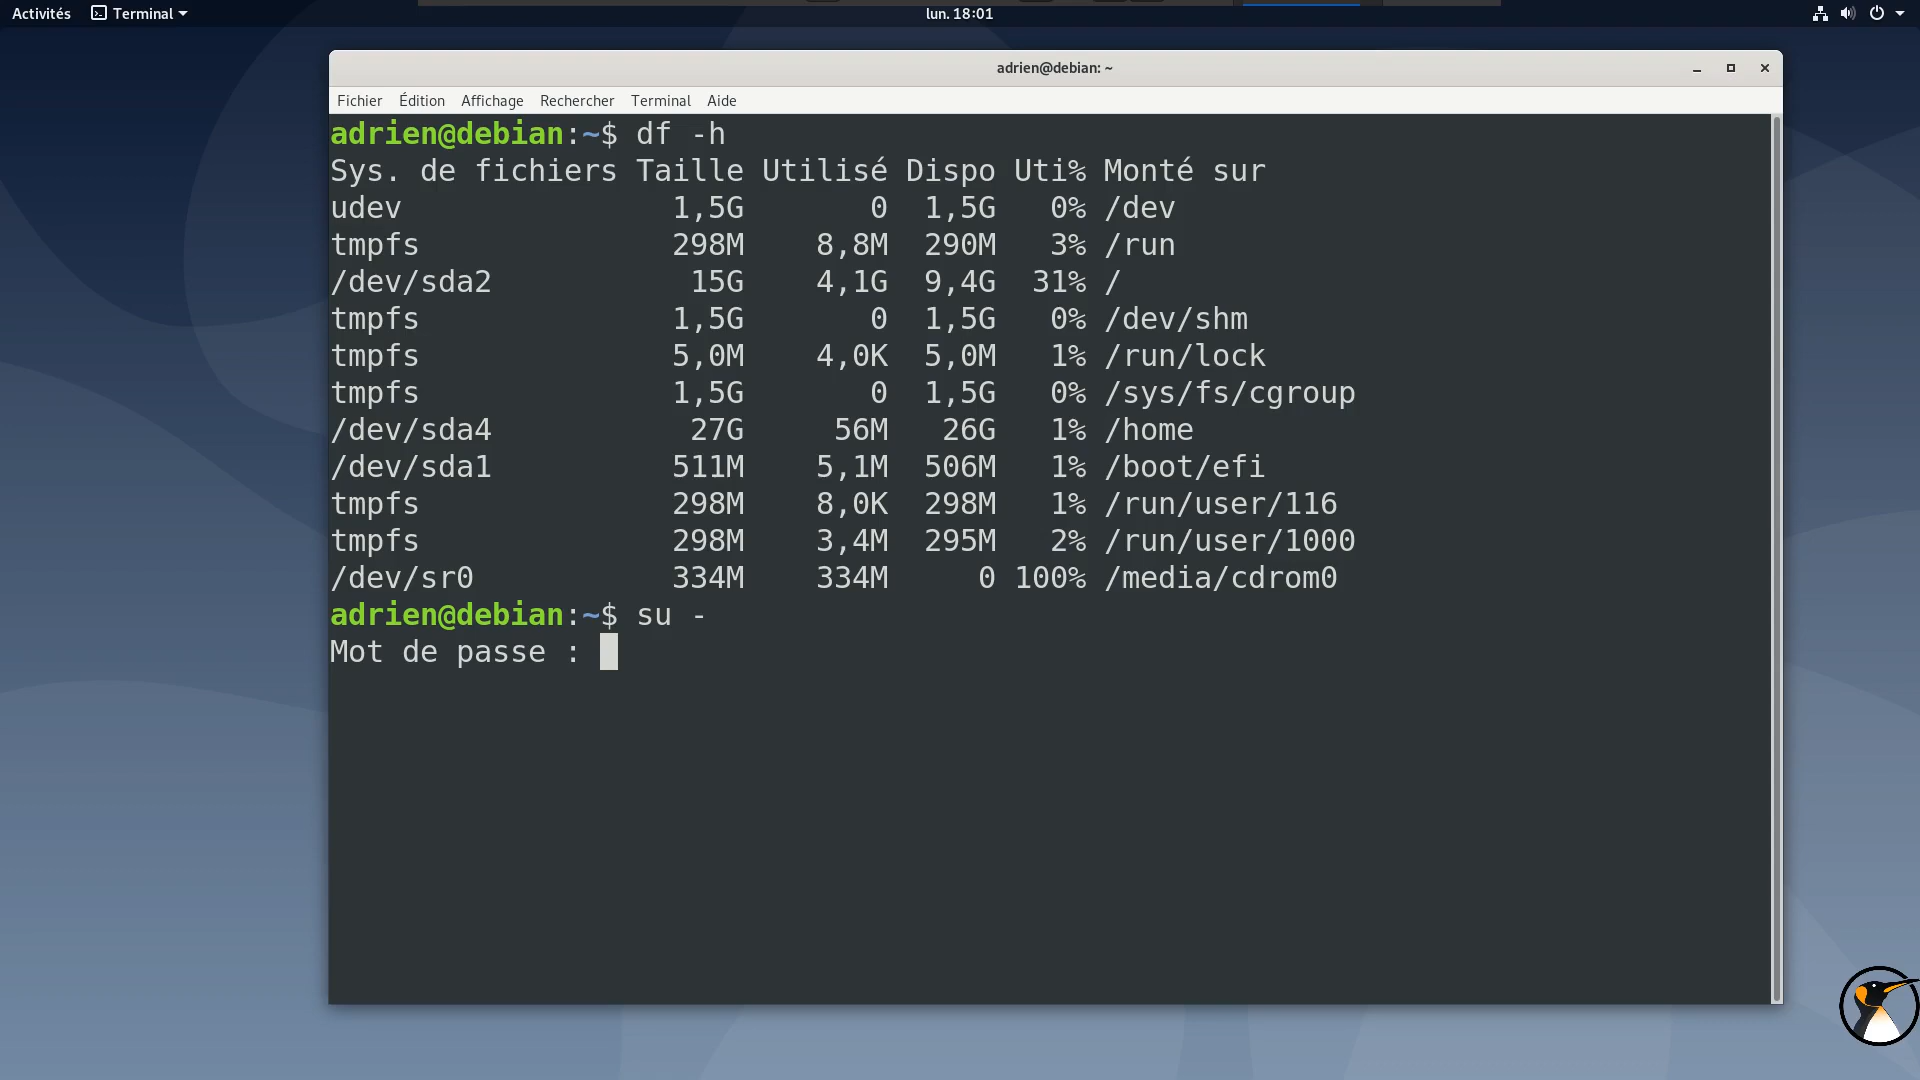 Activités Terminal lun. 18:01
adrien@debian: ~
Fichier Édition Affichage Rechercher Terminal Aide
adrien@debian:~$ df -h
Sys. de fichiers Taille Utilisé Dispo Uti% Monté sur
udev 1,5G 0 1,5G 0% /dev
tmpfs 298M 8,8M 290M 3% /run
/dev/sda2 15G 4,1G 9,4G 31% /
tmpfs 1,5G 0 1,5G 0% /dev/shm
tmpfs 5,0M 4,0K 5,0M 1% /run/lock
tmpfs 1,5G 0 1,5G 0% /sys/fs/cgroup
/dev/sda4 27G 56M 26G 1% /home
/dev/sda1 511M 5,1M 506M 1% /boot/efi
tmpfs 298M 8,0K 298M 1% /run/user/116
tmpfs 298M 3,4M 295M 2% /run/user/1000
/dev/sr0 334M 334M 0 100% /media/cdrom0
adrien@debian:~$ su -
Mot de passe :